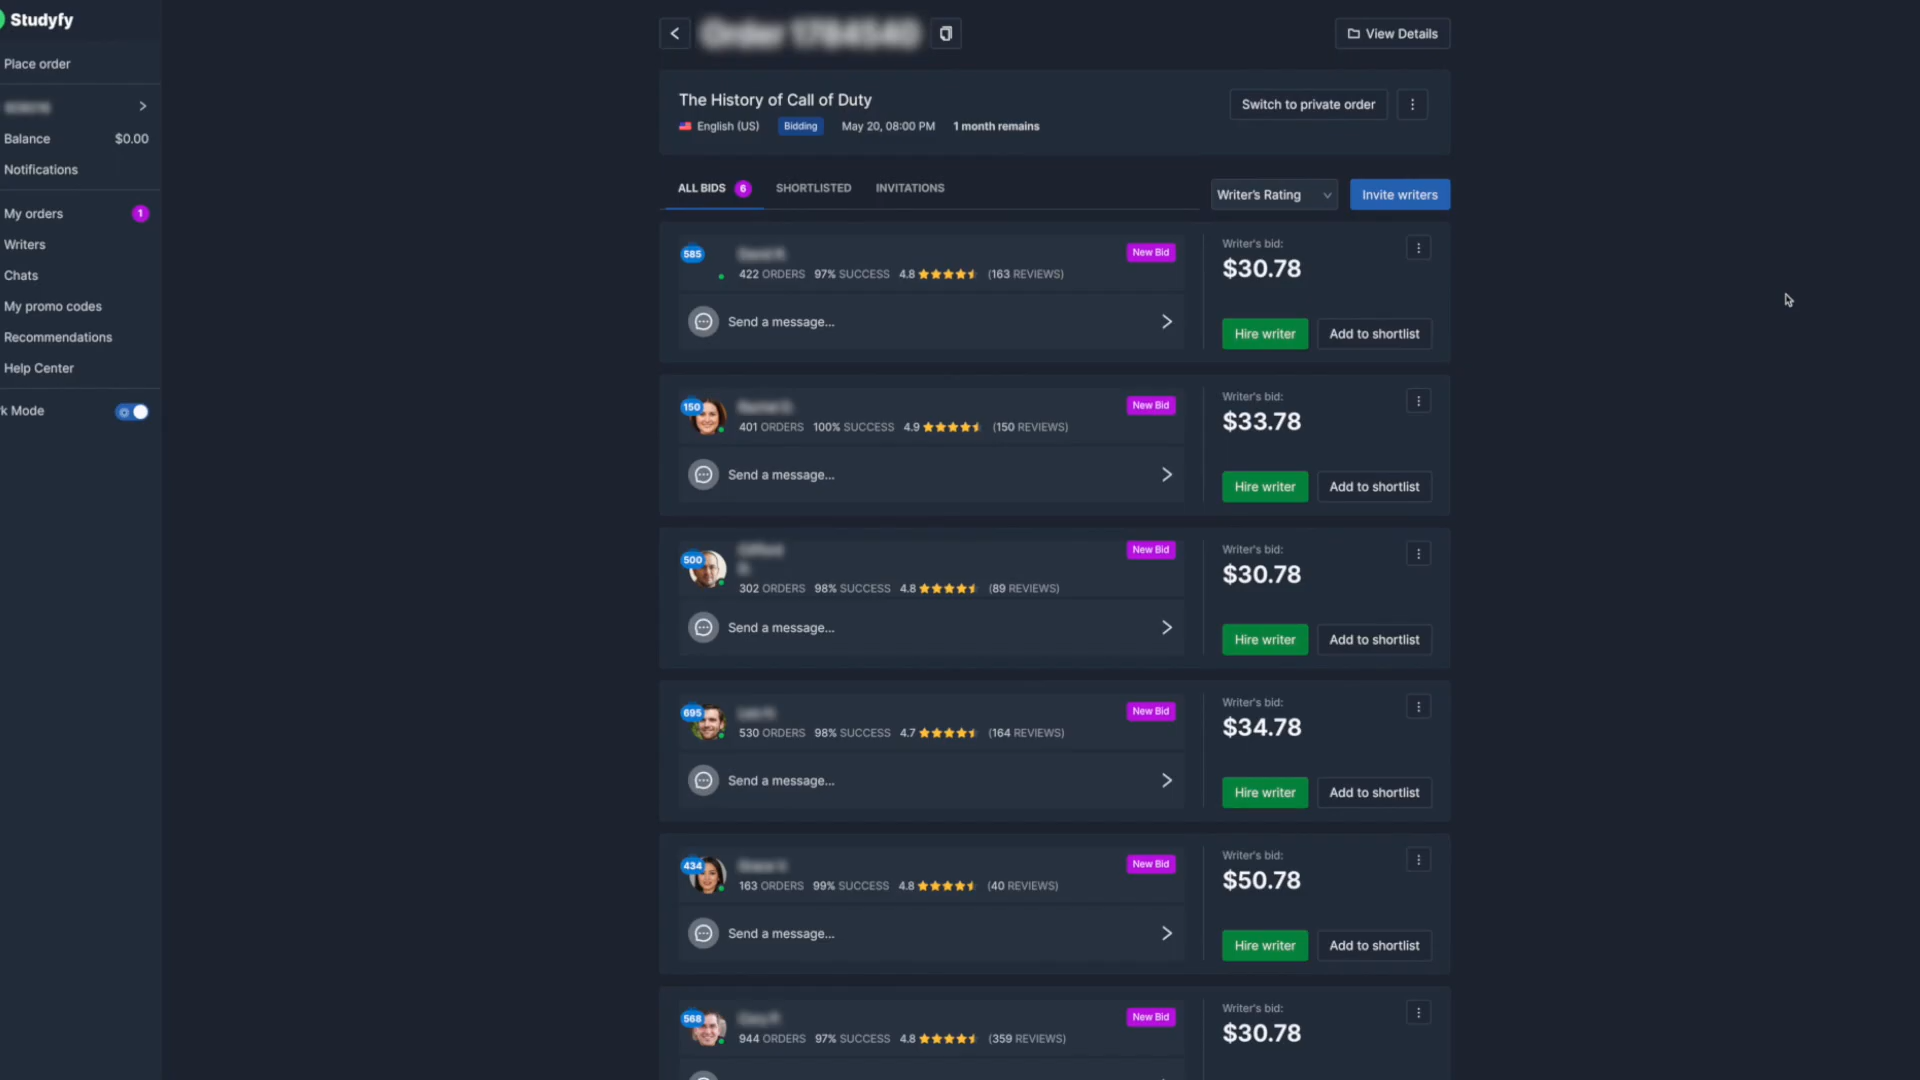 Studyfy
Place order
Balance $0.00
Notifications
My orders 1
Writers
Chats
My promo codes
Recommendations
Help Center
k Mode
View Details
The History of Call of Duty
English (US) Bidding May 20, 08:00 PM 1 month remains
Switch to private order
ALL BIDS 6 SHORTLISTED INVITATIONS
Writer's Rating
Invite writers
585
New Bid
422 ORDERS 97% SUCCESS 4.8 (163 REVIEWS)
Send a message...
Writer's bid:
$30.78
Hire writer Add to shortlist
150
New Bid
401 ORDERS 100% SUCCESS 4.9 (150 REVIEWS)
Send a message...
Writer's bid:
$33.78
Hire writer Add to shortlist
500
New Bid
302 ORDERS 98% SUCCESS 4.8 (89 REVIEWS)
Send a message...
Writer's bid:
$30.78
Hire writer Add to shortlist
695
New Bid
530 ORDERS 98% SUCCESS 4.7 (164 REVIEWS)
Send a message...
Writer's bid:
$34.78
Hire writer Add to shortlist
434
New Bid
163 ORDERS 99% SUCCESS 4.8 (40 REVIEWS)
Send a message...
Writer's bid:
$50.78
Hire writer Add to shortlist
568
New Bid
944 ORDERS 97% SUCCESS 4.8 (359 REVIEWS)
Writer's bid:
$30.78